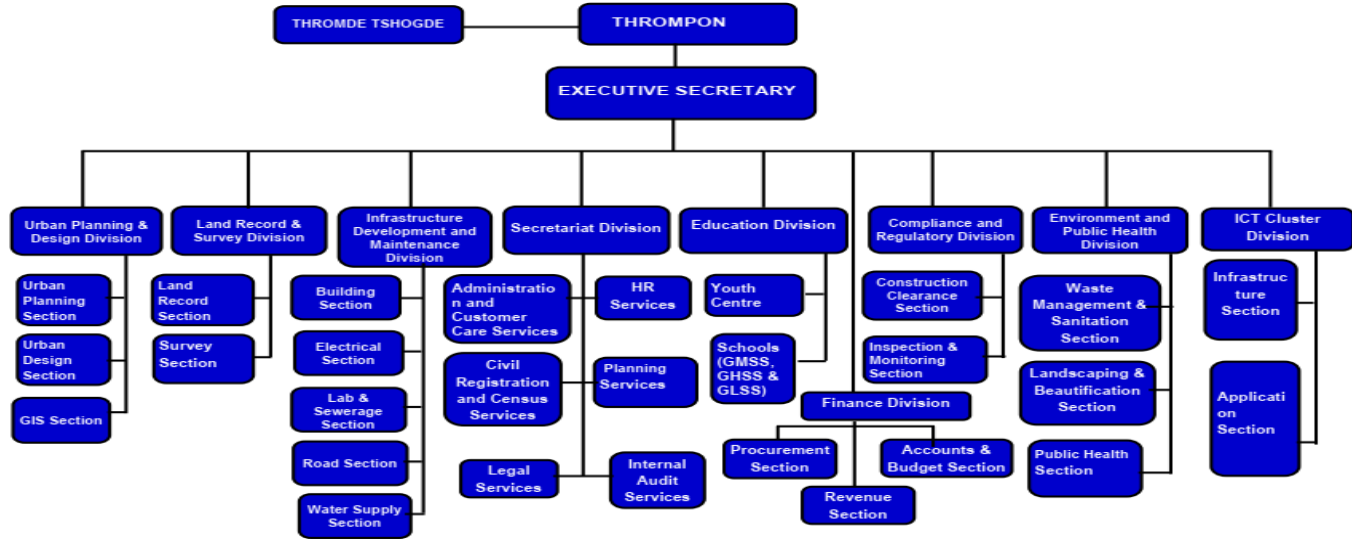 THROMDE TSHOGDE
THROMPON
EXECUTIVE SECRETARY
Urban Planning &
Design Division
Land Record &
Survey Division
Infrastructure
Development and
Maintenance
Division
Secretariat Division
Education Division
Compliance and
Regulatory Division
Environment and
Public Health
Division
ICT Cluster
Division
Urban
Planning
Section
Urban
Design
Section
GIS Section
Land
Record
Section
Survey
Section
Building
Section
Electrical
Section
Lab &
Sewerage
Section
Road Section
Water Supply
Section
Administratio
n and
Customer
Care Services
HR
Services
Civil
Registration
and Census
Services
Planning
Services
Legal
Services
Internal
Audit
Services
Youth
Centre
Schools
(GMSS,
GHSS &
GLSS)
Finance Division
Procurement
Section
Accounts &
Budget Section
Revenue
Section
Construction
Clearance
Section
Inspection &
Monitoring
Section
Waste
Management &
Sanitation
Section
Landscaping &
Beautification
Section
Public Health
Section
Infrastru
cture
Section
Applicati
on
Section